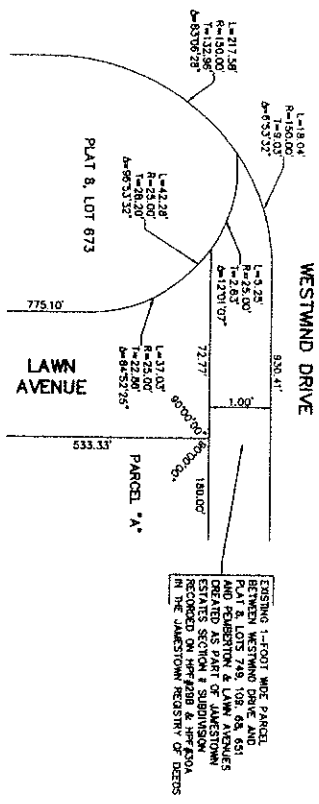 WESTWIND DRIVE
L=217.58'
R=150.00'
T=132.96'
Δ=83°06'28"
L=18.04'
R=150.00'
T=9.03'
Δ=6°53'32"
930.41'
1.00'
L=5.25'
R=25.00'
T=2.63'
Δ=12°01'07"
L=42.28'
R=25.00'
T=28.20'
Δ=96°53'32"
72.77'
180.00'
90°00'00"
90°00'00"
L=37.03'
R=25.00'
T=22.86'
Δ=84°52'25"
PLAT 8, LOT 673
775.10'
LAWN
AVENUE
533.33'
PARCEL "A"
EXISTING 1-FOOT WIDE PARCEL
BETWEEN WESTWIND DRIVE AND
PLAT 8, LOTS 749, 109, 68, 651
AND PEMBERTON & LAWN AVENUES
CREATED AS PART OF JAMESTOWN
ESTATES SECTION SUBDIVISION
RECORDED ON HPF#29B & HPF#30A
IN THE JAMESTOWN REGISTRY OF DEEDS